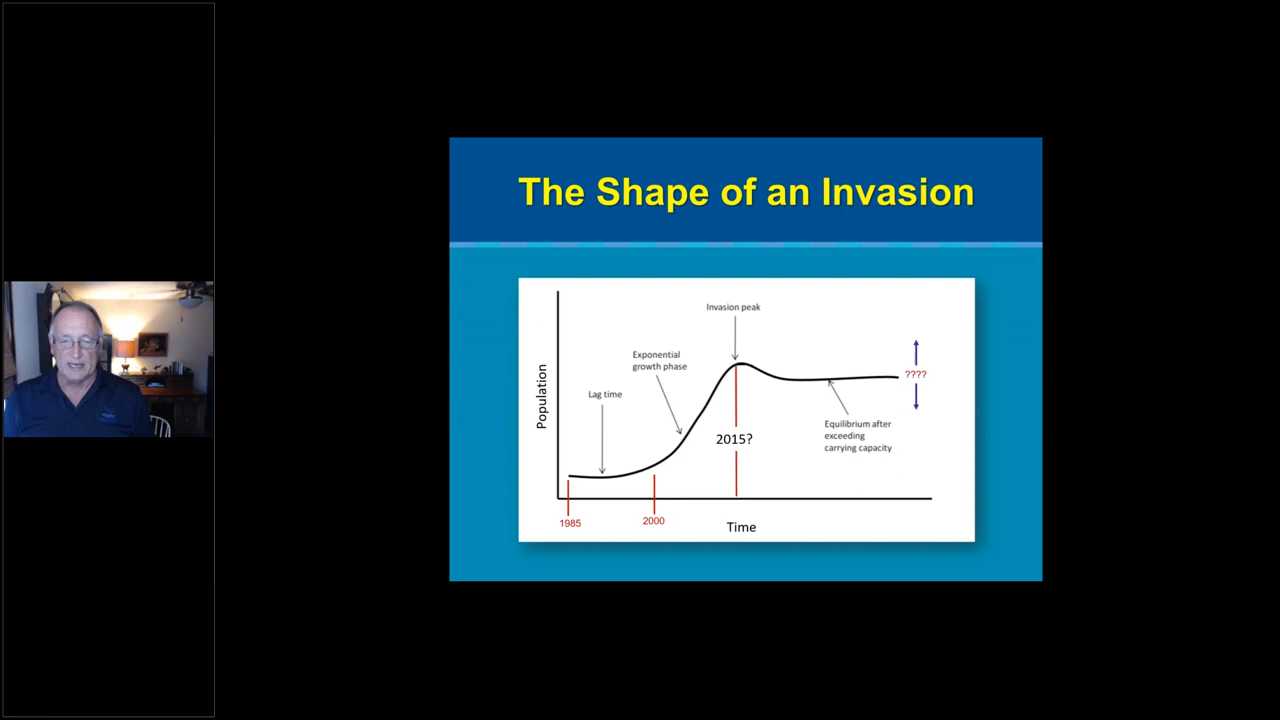 The Shape of an Invasion
Invasion peak
Exponential
growth phase
Lag time
????
Population
2015?
Equilibrium after
exceeding
carrying capacity
1985
2000
Time